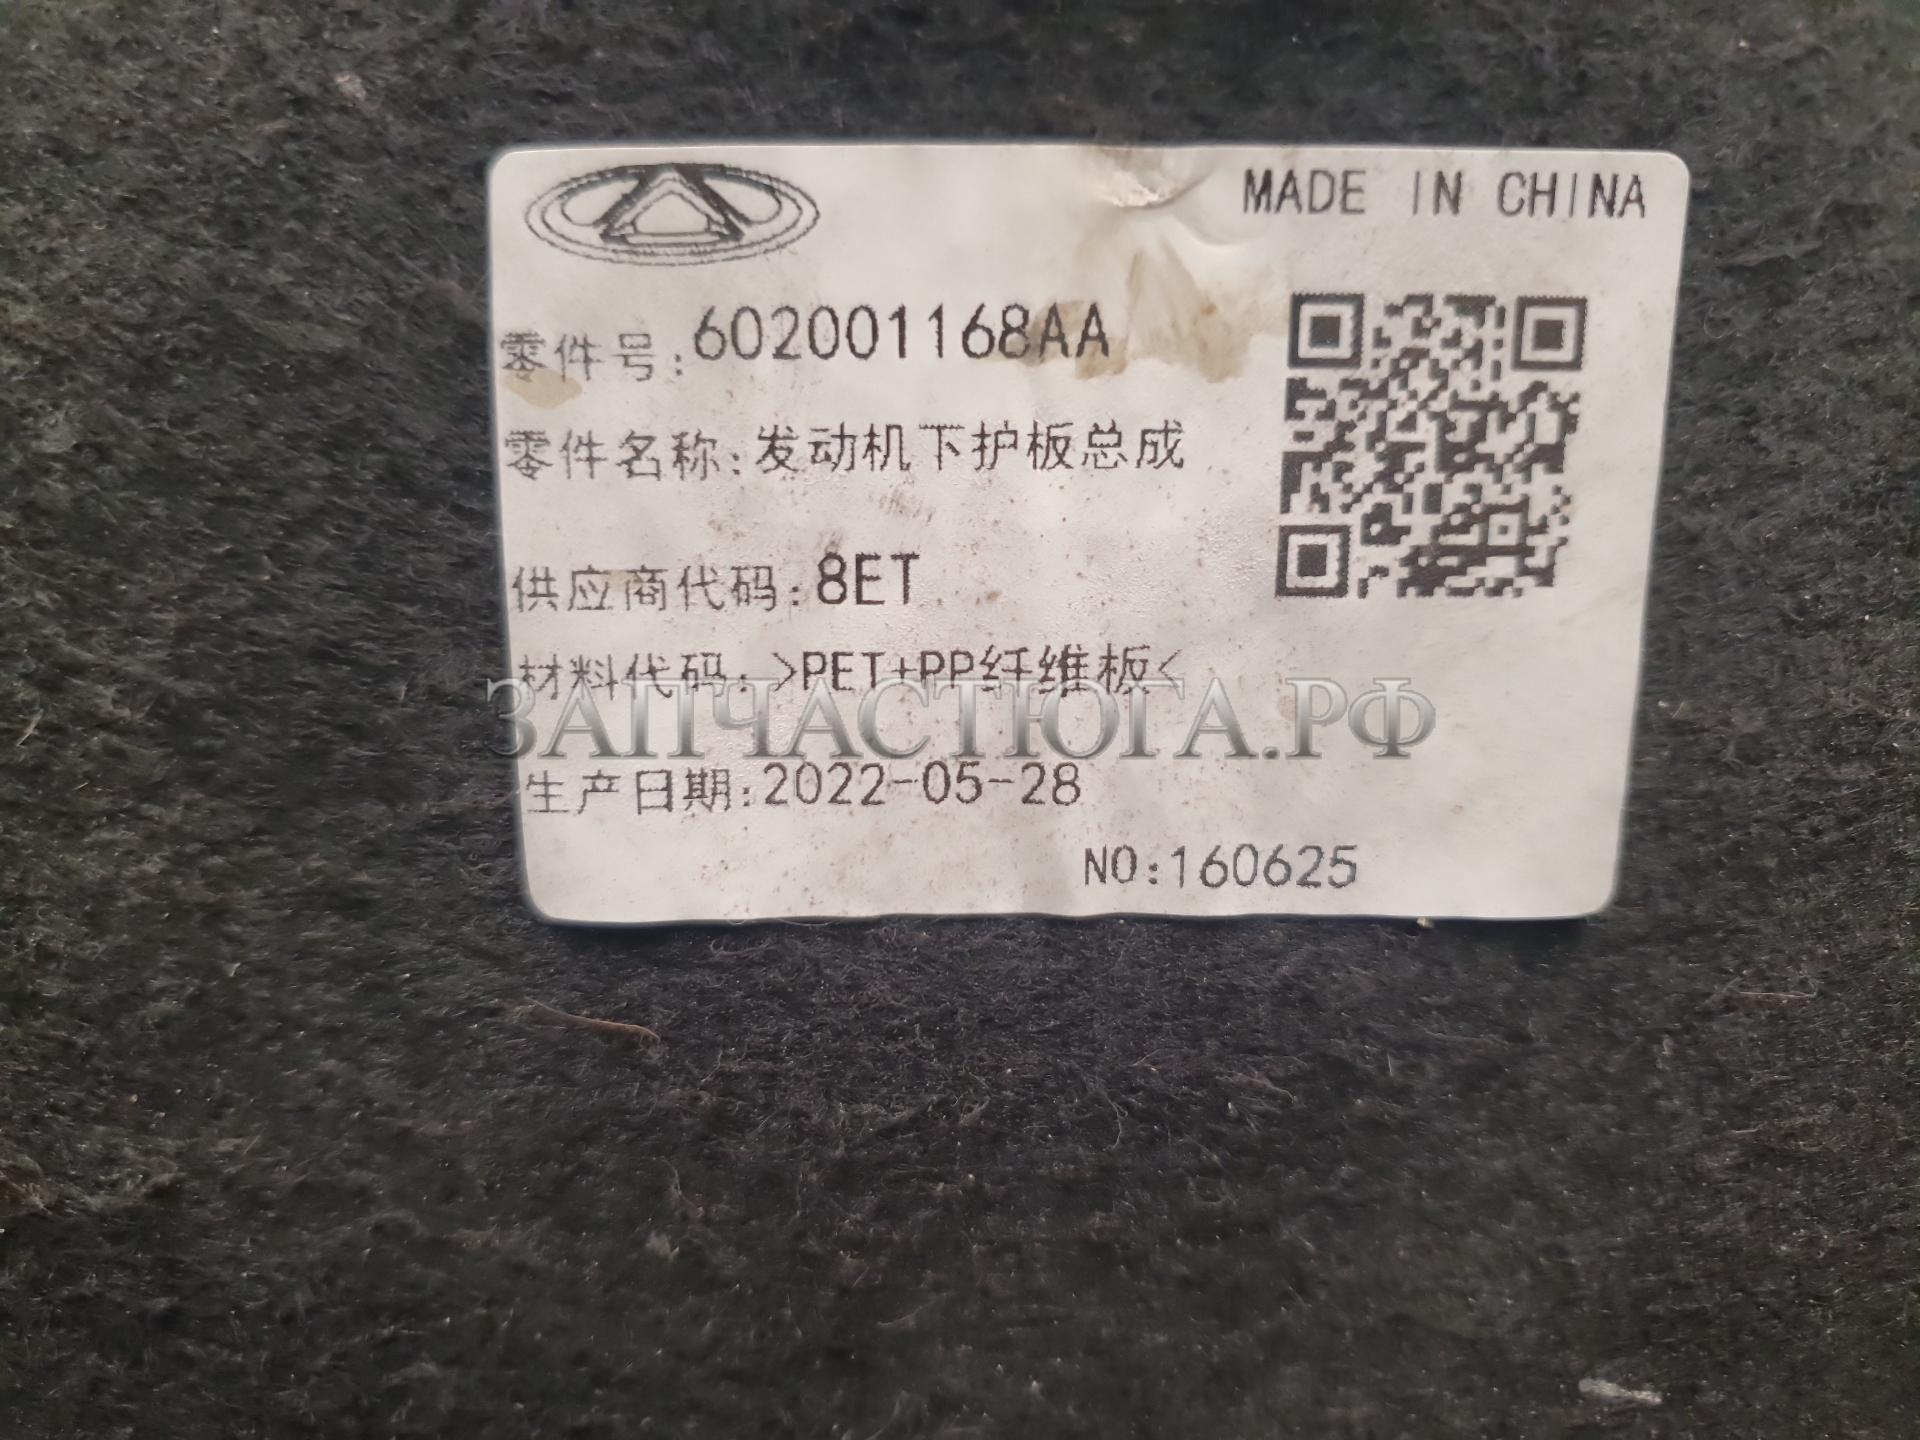 MADE IN CHINA
零件号:602001168AA
零件名称:发动机下护板总成
供应商代码:8ET
材料代码:>PET+PP纤维板<
ЗАПЧАСТЮГА.РФ
生产日期:2022-05-28
NO:160625